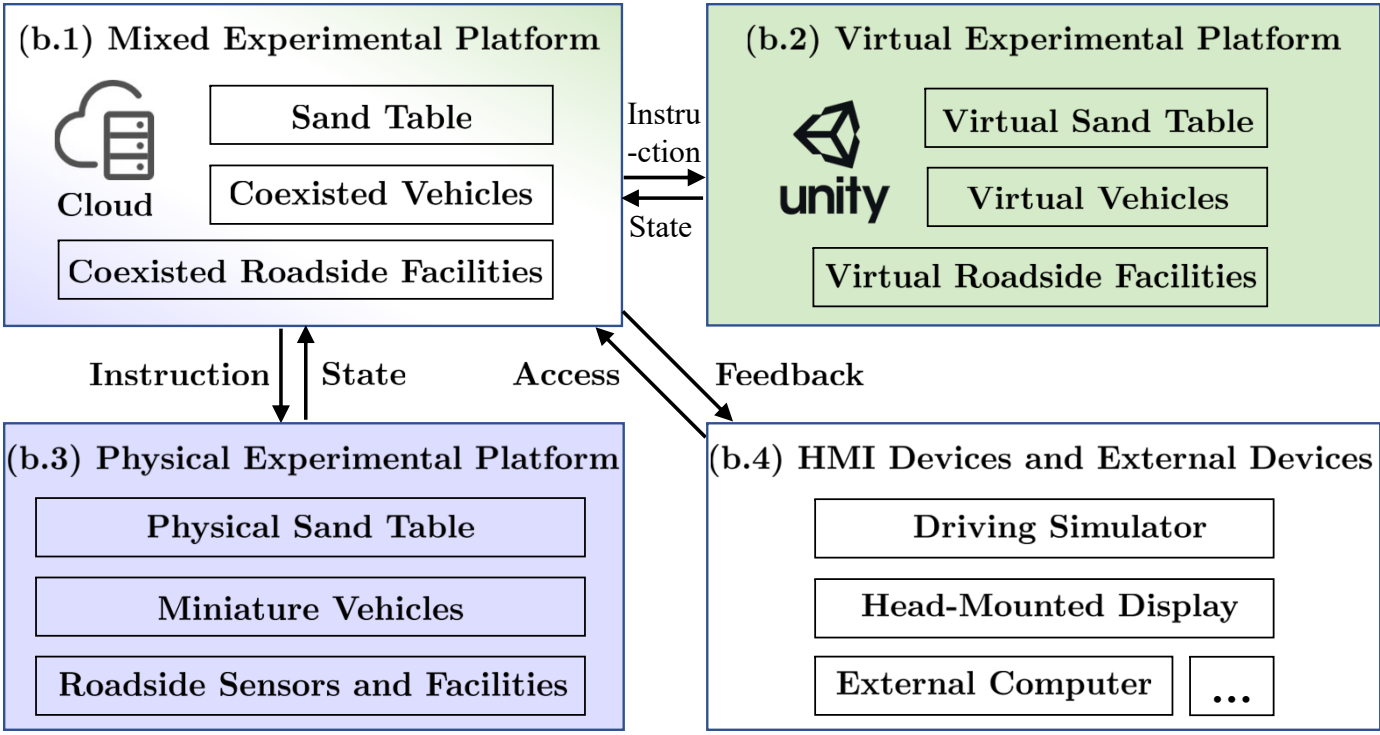 (b.1) Mixed Experimental Platform
Cloud
Sand Table
Coexisted Vehicles
Coexisted Roadside Facilities
Instru
-ction
State
(b.2) Virtual Experimental Platform
unity
Virtual Sand Table
Virtual Vehicles
Virtual Roadside Facilities
Instruction
State
Access
Feedback
(b.3) Physical Experimental Platform
Physical Sand Table
Miniature Vehicles
Roadside Sensors and Facilities
(b.4) HMI Devices and External Devices
Driving Simulator
Head-Mounted Display
External Computer
...